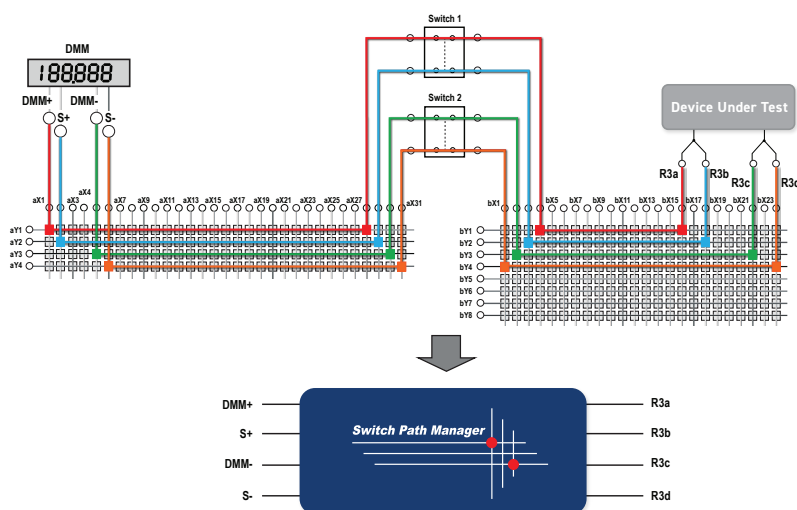 Switch 1
DMM
188.888
DMM+
S+
DMM-
S-
Switch 2
Device Under Test
R3a
R3b
R3c
R3d
aX1
aX3
aX4
aX7
aX9
aX11
aX13
aX15
aX17
aX19
aX21
aX23
aX25
aX27
aX31
bX1
bX5
bX7
bX9
bX11
bX13
bX15
bX17
bX19
bX21
bX23
aY1
aY2
aY3
aY4
bY1
bY2
bY3
bY4
bY5
bY6
bY7
bY8
DMM+
S+
DMM-
S-
Switch Path Manager
R3a
R3b
R3c
R3d